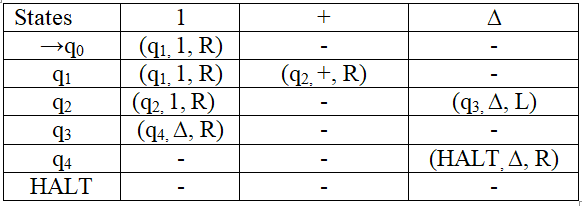 States 1 + Δ
→q₀ (q₁, 1, R) - -
q₁ (q₁, 1, R) (q₂, +, R) -
q₂ (q₂, 1, R) - (q₃, Δ, L)
q₃ (q₄, Δ, R) - -
q₄ - - (HALT, Δ, R)
HALT - - -